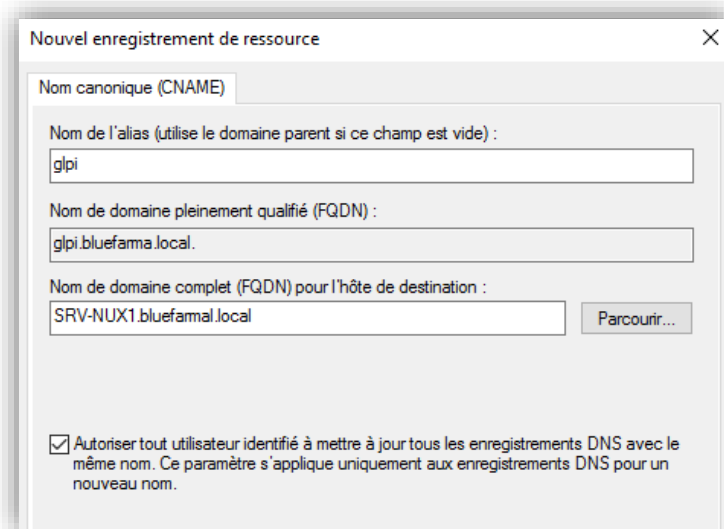 Nouvel enregistrement de ressource
Nom canonique (CNAME)
Nom de l'alias (utilise le domaine parent si ce champ est vide) :
glpi
Nom de domaine pleinement qualifié (FQDN) :
glpi.bluefarma.local.
Nom de domaine complet (FQDN) pour l'hôte de destination :
SRV-NUX1.bluefarmal.local
Parcourir...
Autoriser tout utilisateur identifié à mettre à jour tous les enregistrements DNS avec le
même nom. Ce paramètre s'applique uniquement aux enregistrements DNS pour un
nouveau nom.